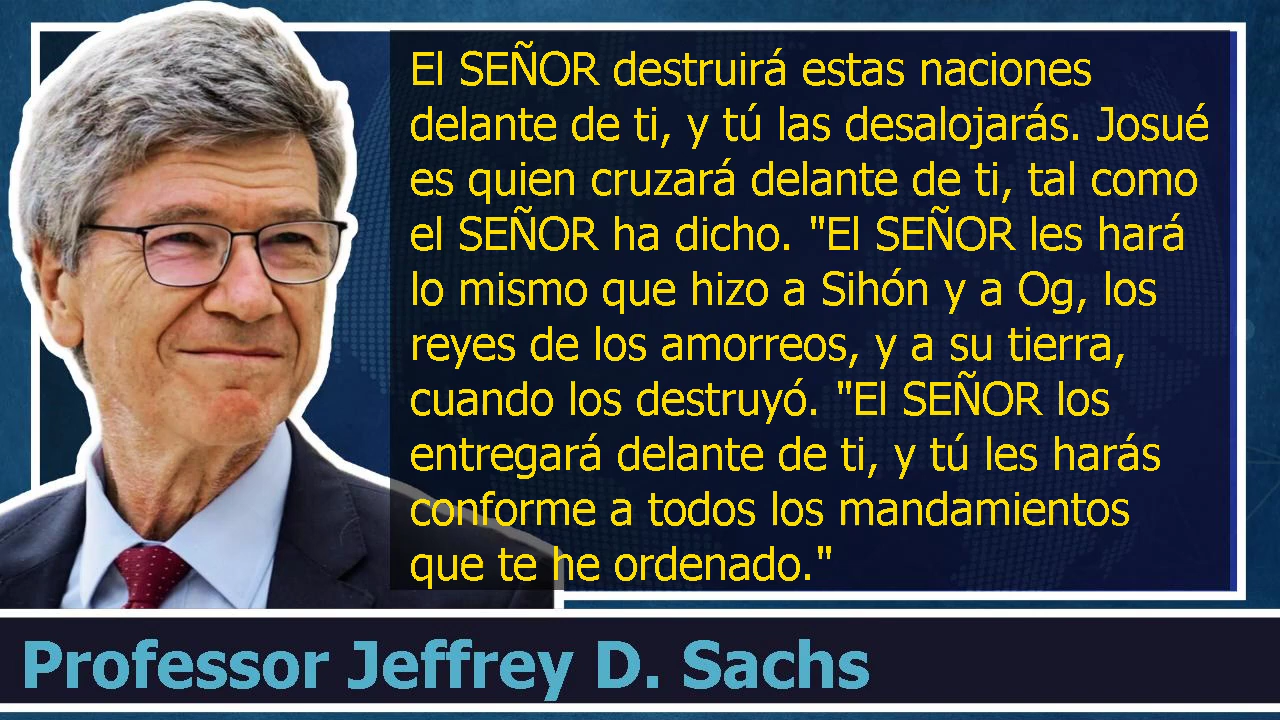 El SEÑOR destruirá estas naciones
delante de ti, y tú las desalojarás. Josué
es quien cruzará delante de ti, tal como
el SEÑOR ha dicho. "El SEÑOR les hará
lo mismo que hizo a Sihón y a Og, los
reyes de los amorreos, y a su tierra,
cuando los destruyó. "El SEÑOR los
entregará delante de ti, y tú les harás
conforme a todos los mandamientos
que te he ordenado."
Professor Jeffrey D. Sachs